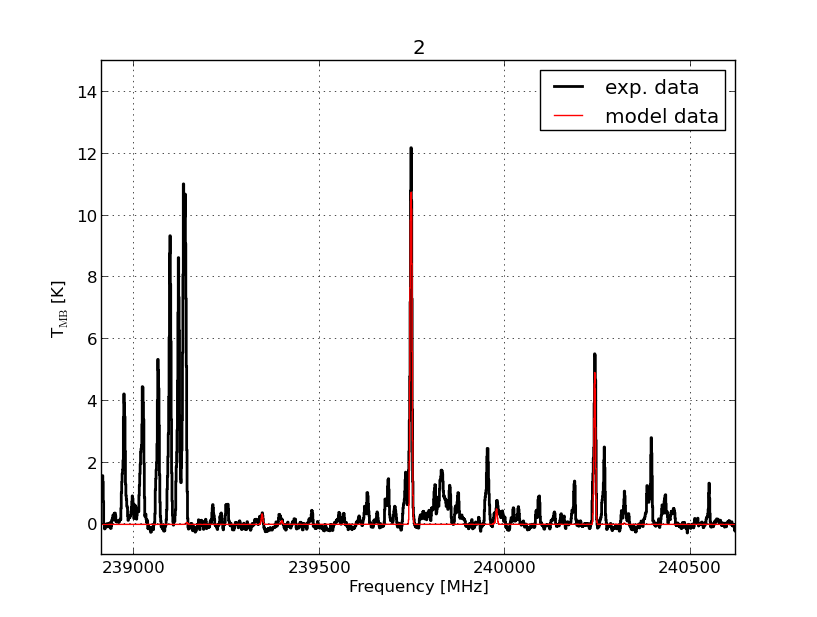 2
exp. data
model data
14
12
10
8
6
4
2
0
T_MB [K]
239000 239500 240000 240500
Frequency [MHz]